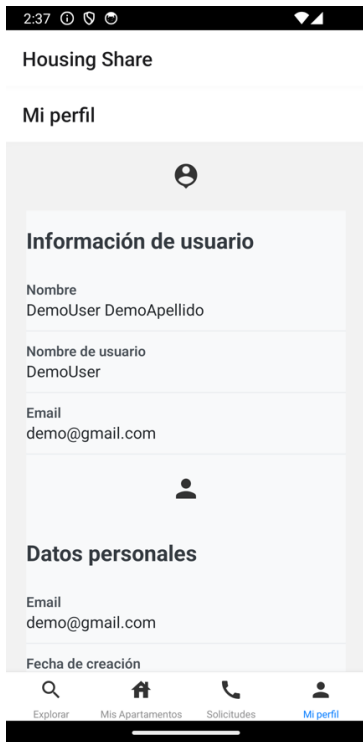 2:37
Housing Share
Mi perfil
Información de usuario
Nombre
DemoUser DemoApellido
Nombre de usuario
DemoUser
Email
demo@gmail.com
Datos personales
Email
demo@gmail.com
Fecha de creación
Explorar Mis Apartamentos Solicitudes Mi perfil